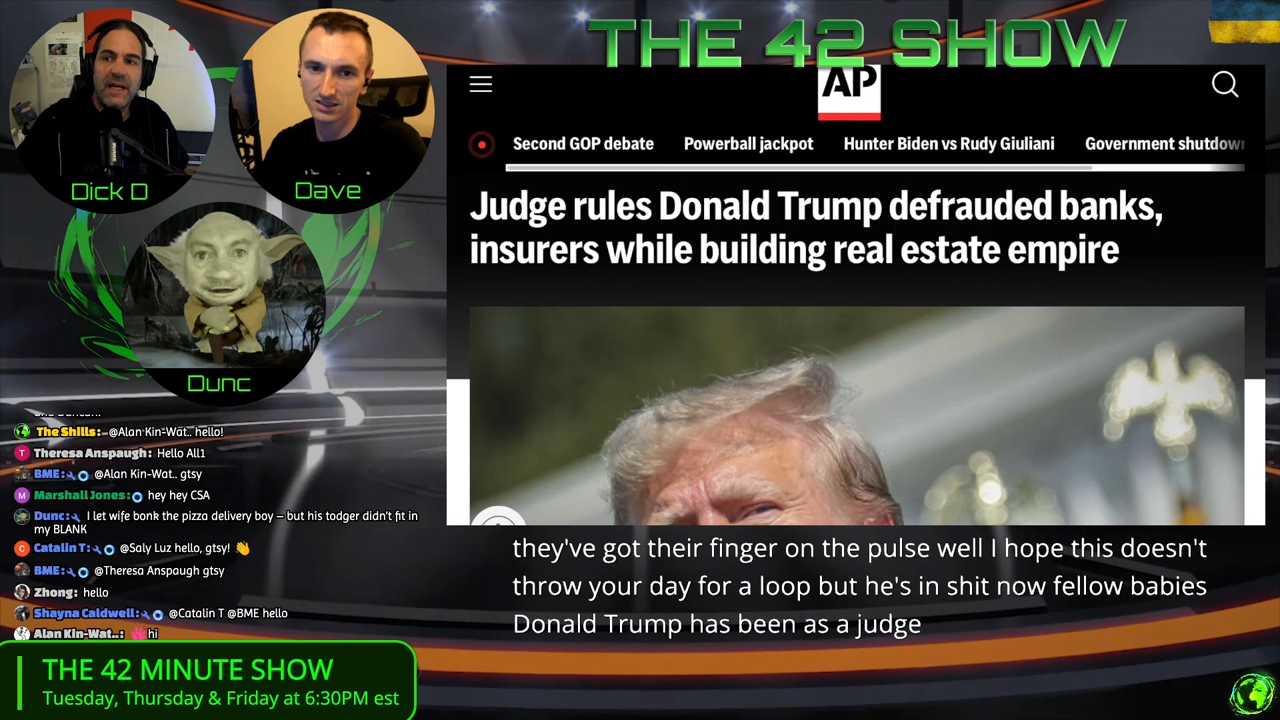 THE 42 SHOW
AP
Second GOP debate Powerball jackpot Hunter Biden vs Rudy Giuliani Government shutdow
Judge rules Donald Trump defrauded banks,
insurers while building real estate empire
Dick D
Dave
Dunc
The Shills: @Alan Kin-Wat.. hello!
T Theresa Anspaugh: Hello All1
BME: @Alan Kin-Wat.. gtsy
M Marshall Jones: hey hey CSA
Dunc: I let wife bonk the pizza delivery boy – but his todger didn't fit in
my BLANK
C Catalin T: @Saly Luz hello, gtsy! 👋
BME: @Theresa Anspaugh gtsy
Zhong: hello
Shayna Caldwell: @Catalin T @BME hello
Alan Kin-Wat..: hi
they've got their finger on the pulse well I hope this doesn't
throw your day for a loop but he's in shit now fellow babies
Donald Trump has been as a judge
THE 42 MINUTE SHOW
Tuesday, Thursday & Friday at 6:30PM est